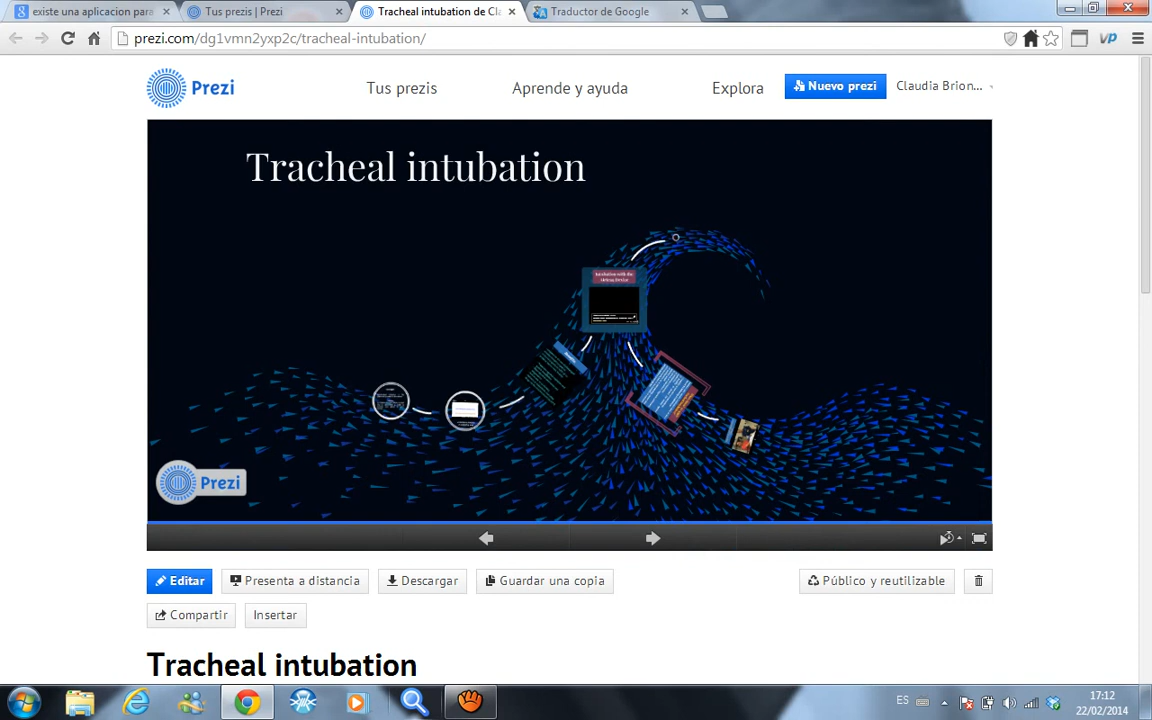 existe una aplicacion para
Tus prezis | Prezi
Tracheal intubation de Cla
Traductor de Google
prezi.com/dg1vmn2yxp2c/tracheal-intubation/
VP
Prezi
Tus prezis
Aprende y ayuda
Explora
Nuevo prezi
Claudia Brion...
Tracheal intubation
Prezi
Editar
Presenta a distancia
Descargar
Guardar una copia
Público y reutilizable
Compartir
Insertar
Tracheal intubation
ES
17:12
22/02/2014